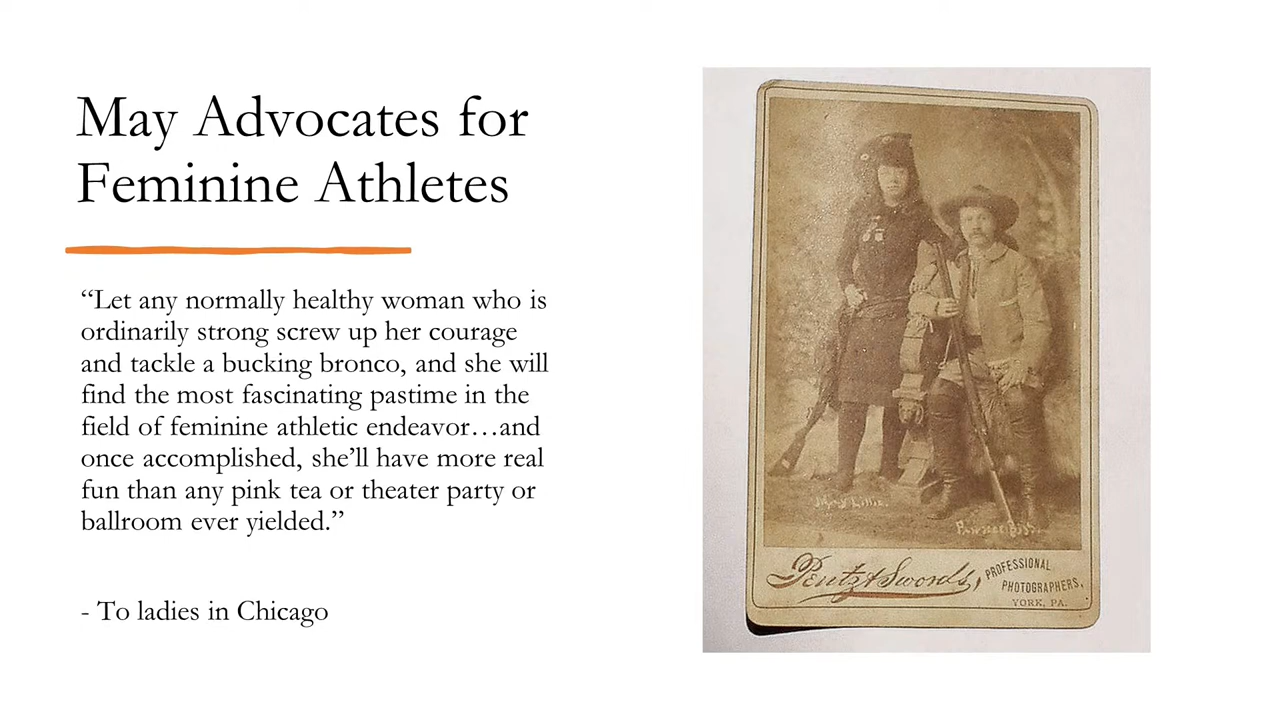 May Advocates for
Feminine Athletes
“Let any normally healthy woman who is
ordinarily strong screw up her courage
and tackle a bucking bronco, and she will
find the most fascinating pastime in the
field of feminine athletic endeavor…and
once accomplished, she’ll have more real
fun than any pink tea or theater party or
ballroom ever yielded.”
- To ladies in Chicago
May Lillie.
Pawnee Bill.
Pentz & Swords,
PROFESSIONAL
PHOTOGRAPHERS,
YORK, PA.